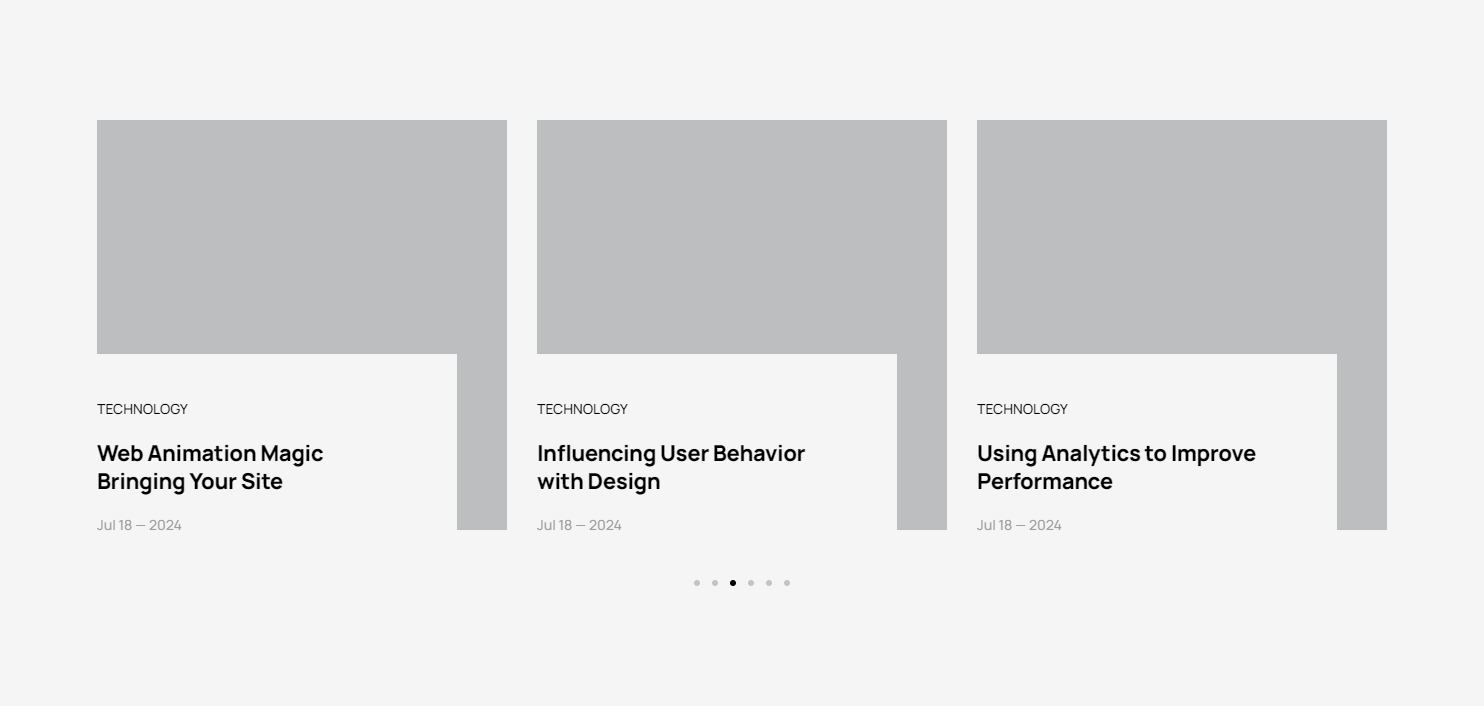 TECHNOLOGY
Web Animation Magic
Bringing Your Site
Jul 18 — 2024
TECHNOLOGY
Influencing User Behavior
with Design
Jul 18 — 2024
TECHNOLOGY
Using Analytics to Improve
Performance
Jul 18 — 2024